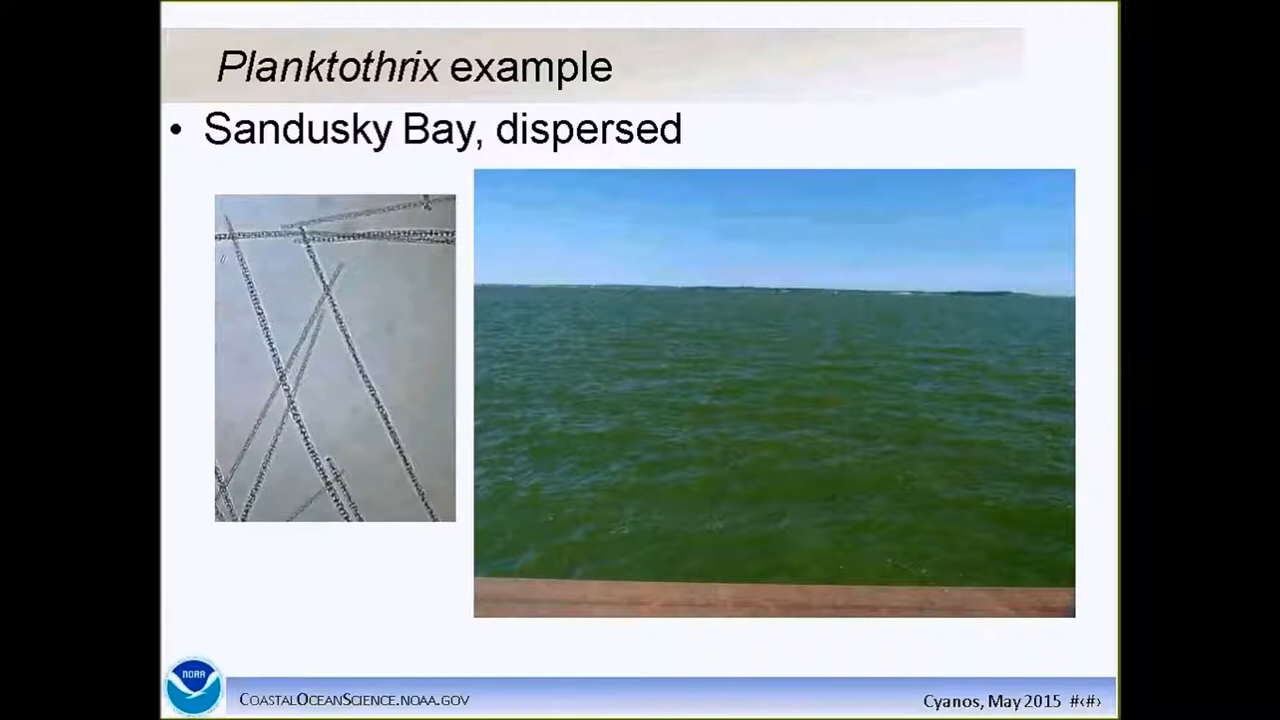 Planktothrix example
• Sandusky Bay, dispersed
NOAA
COASTALOCEANSCIENCE.NOAA.GOV
Cyanos, May 2015 #‹#›